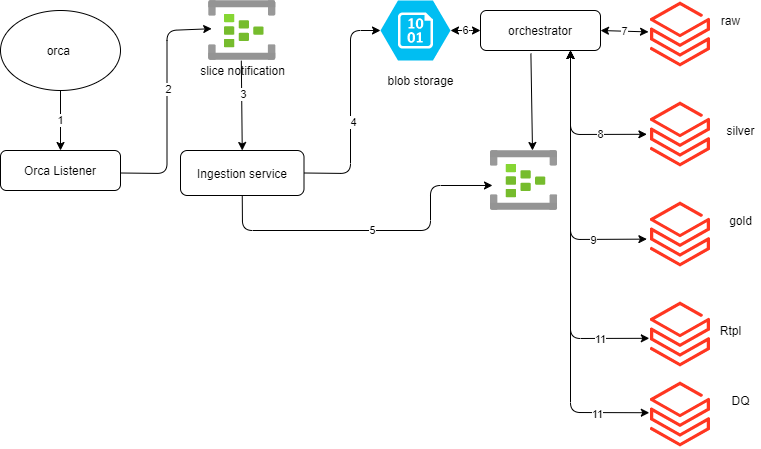 orca
1
Orca Listener
2
slice notification
3
Ingestion service
4
5
10
01
blob storage
6
orchestrator
7
raw
8
silver
9
gold
11
Rtpl
11
DQ